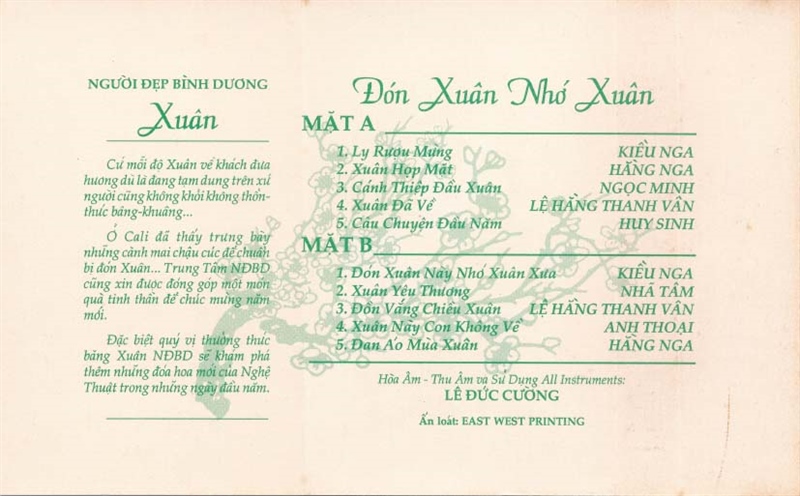 NGƯỜI ĐẸP BÌNH DƯƠNG
Xuân
Cứ mỗi độ Xuân về khách đưa
hương dù là đang tạm dung trên xứ
người cũng không khỏi không thổn-
thức bâng-khuâng...
Ở Cali đã thấy trưng bày
những cành mai chậu cúc để chuẩn
bị đón Xuân... Trung Tâm NĐBD
cũng xin được đóng góp một món
quà tinh thần để chúc mừng năm
mới.
Đặc biệt quý vị thưởng thức
băng Xuân NĐBD sẽ khám phá
thêm những đóa hoa mới của Nghệ
Thuật trong những ngày đầu năm.
Đón Xuân Nhớ Xuân
MẶT A
1. Ly Rượu Mừng KIỀU NGA
2. Xuân Họp Mặt HẰNG NGA
3. Cánh Thiệp Đầu Xuân NGỌC MINH
4. Xuân Đã Về LỆ HẰNG THANH VÂN
5. Câu Chuyện Đầu Năm HUY SINH
MẶT B
1. Đón Xuân Này Nhớ Xuân Xưa KIỀU NGA
2. Xuân Yêu Thương NHÃ TÂM
3. Đồn Vắng Chiều Xuân LỆ HẰNG THANH VÂN
4. Xuân Này Con Không Về ANH THOẠI
5. Đan Áo Mùa Xuân HẰNG NGA
Hòa Âm - Thu Âm và Sử Dụng All Instruments:
LÊ ĐỨC CƯỜNG
Ấn loát: EAST WEST PRINTING